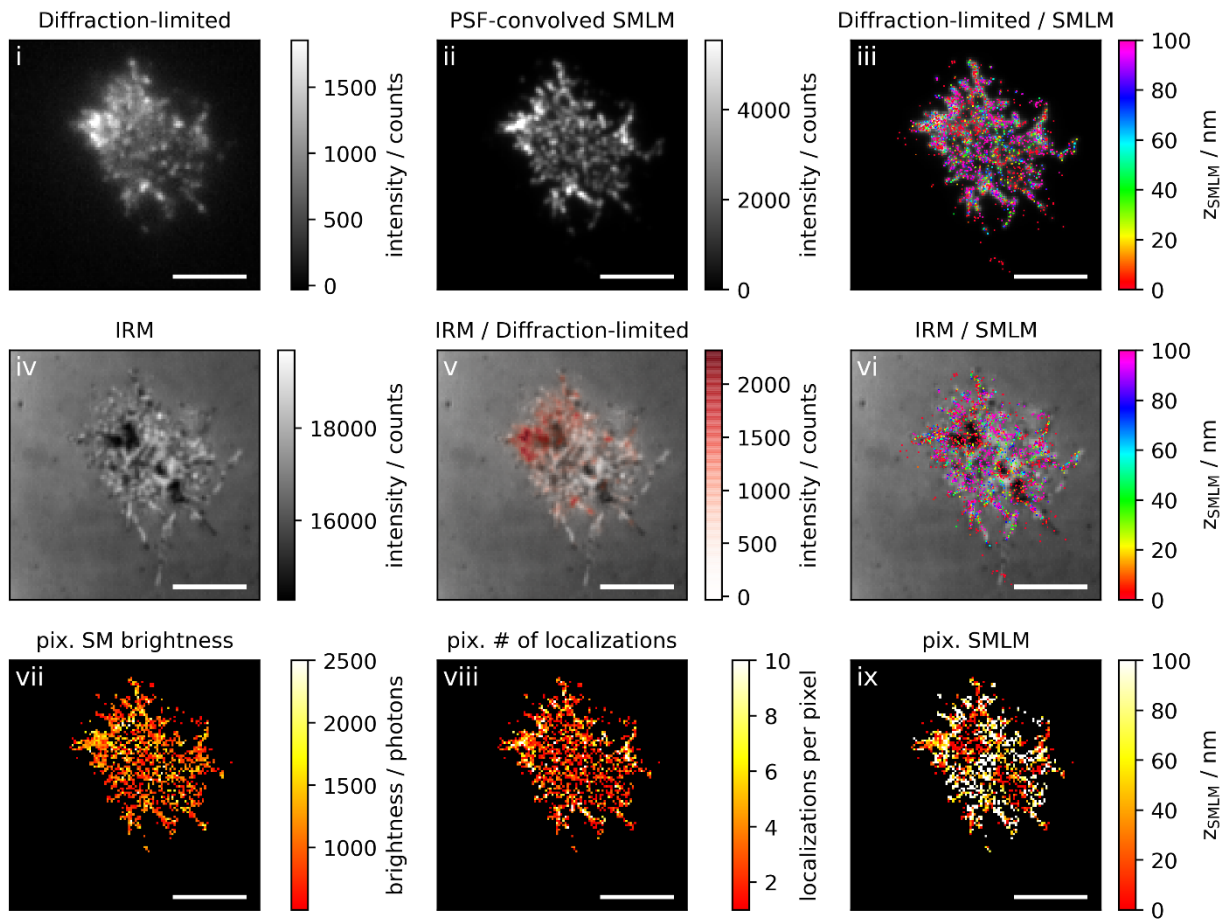 Diffraction-limited
i
1500
1000
500
0
intensity / counts
PSF-convolved SMLM
ii
4000
2000
0
intensity / counts
Diffraction-limited / SMLM
iii
100
80
60
40
20
0
z_SMLM / nm
IRM
iv
18000
16000
intensity / counts
IRM / Diffraction-limited
v
2000
1500
1000
500
0
intensity / counts
IRM / SMLM
vi
100
80
60
40
20
0
z_SMLM / nm
pix. SM brightness
vii
2500
2000
1500
1000
brightness / photons
pix. # of localizations
viii
10
8
6
4
2
localizations per pixel
pix. SMLM
ix
100
80
60
40
20
0
z_SMLM / nm